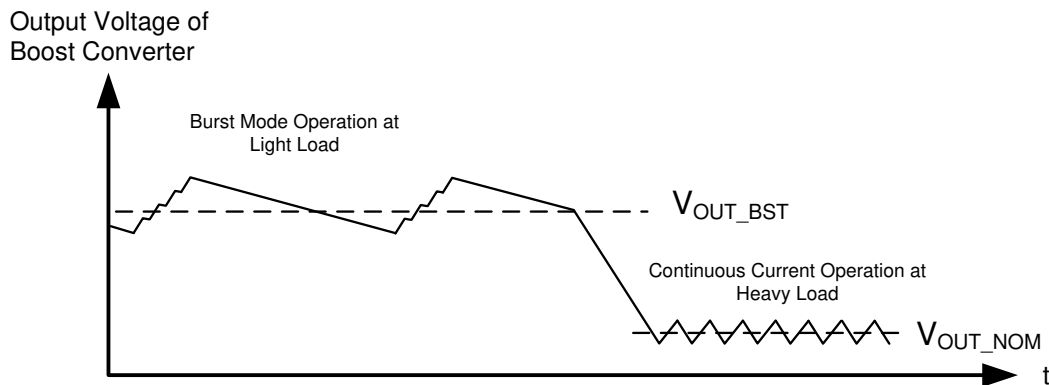 Output Voltage of
Boost Converter
Burst Mode Operation at
Light Load
V_OUT_BST
Continuous Current Operation at
Heavy Load
V_OUT_NOM
t